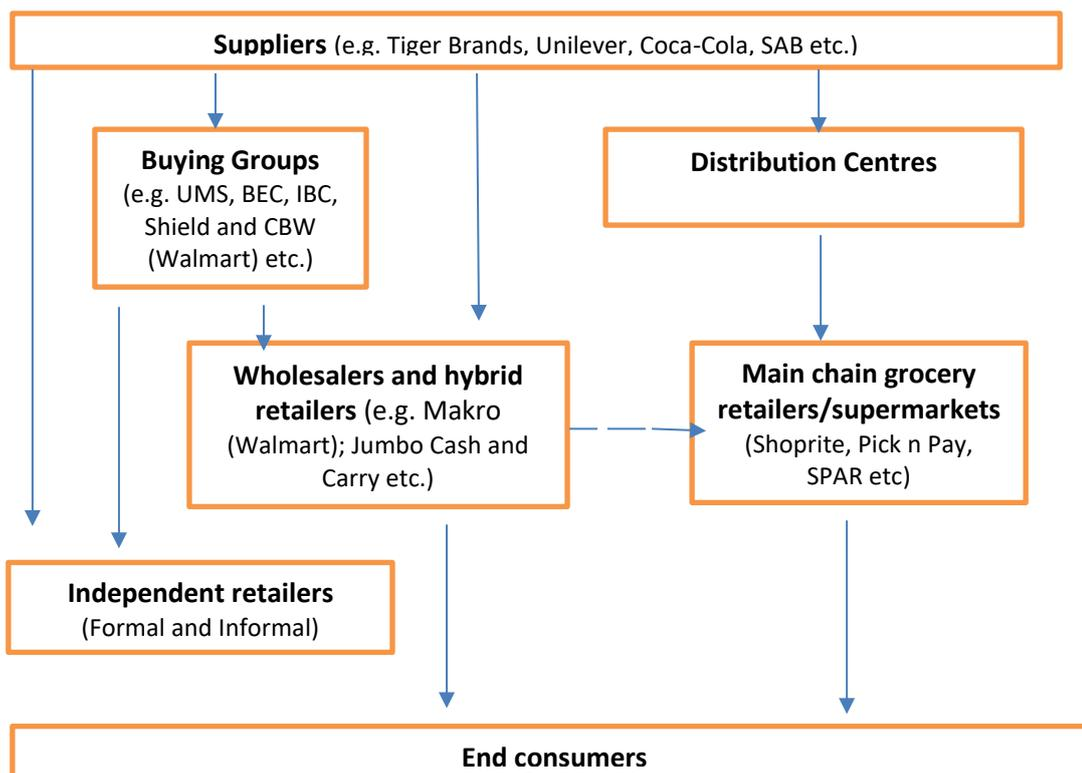 Suppliers (e.g. Tiger Brands, Unilever, Coca-Cola, SAB etc.)
Buying Groups
(e.g. UMS, BEC, IBC,
Shield and CBW
(Walmart) etc.)
Distribution Centres
Wholesalers and hybrid
retailers (e.g. Makro
(Walmart); Jumbo Cash and
Carry etc.)
Main chain grocery
retailers/supermarkets
(Shoprite, Pick n Pay,
SPAR etc)
Independent retailers
(Formal and Informal)
End consumers